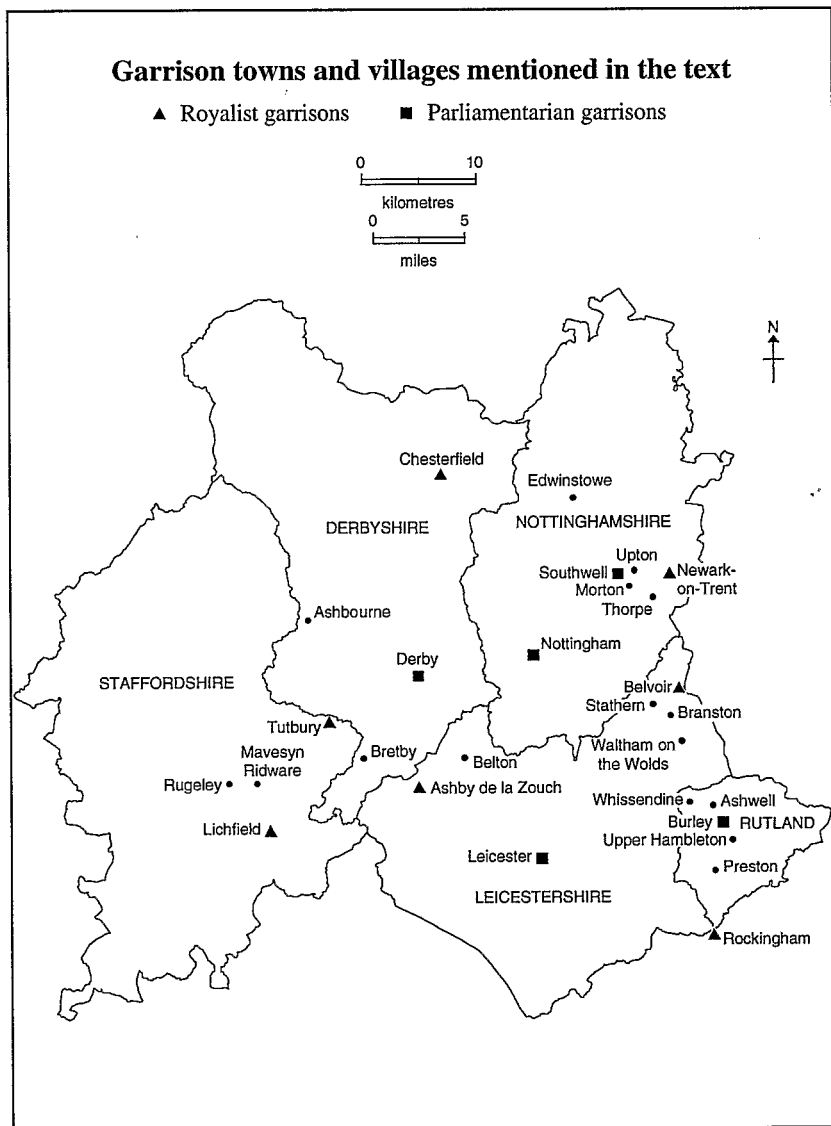 Garrison towns and villages mentioned in the text
▲ Royalist garrisons ■ Parliamentarian garrisons
0 10
kilometres
0 5
miles
N
Chesterfield
Edwinstowe
DERBYSHIRE
NOTTINGHAMSHIRE
Upton
Southwell
Newark-
on-Trent
Morton
Thorpe
Ashbourne
Nottingham
Derby
STAFFORDSHIRE
Belvoir
Stathern
Branston
Tutbury
Waltham on
the Wolds
Bretby
Belton
Mavesyn
Ridware
Rugeley
Ashby de la Zouch
Whissendine
Ashwell
Burley
RUTLAND
Lichfield
Upper Hambleton
Leicester
Preston
LEICESTERSHIRE
Rockingham